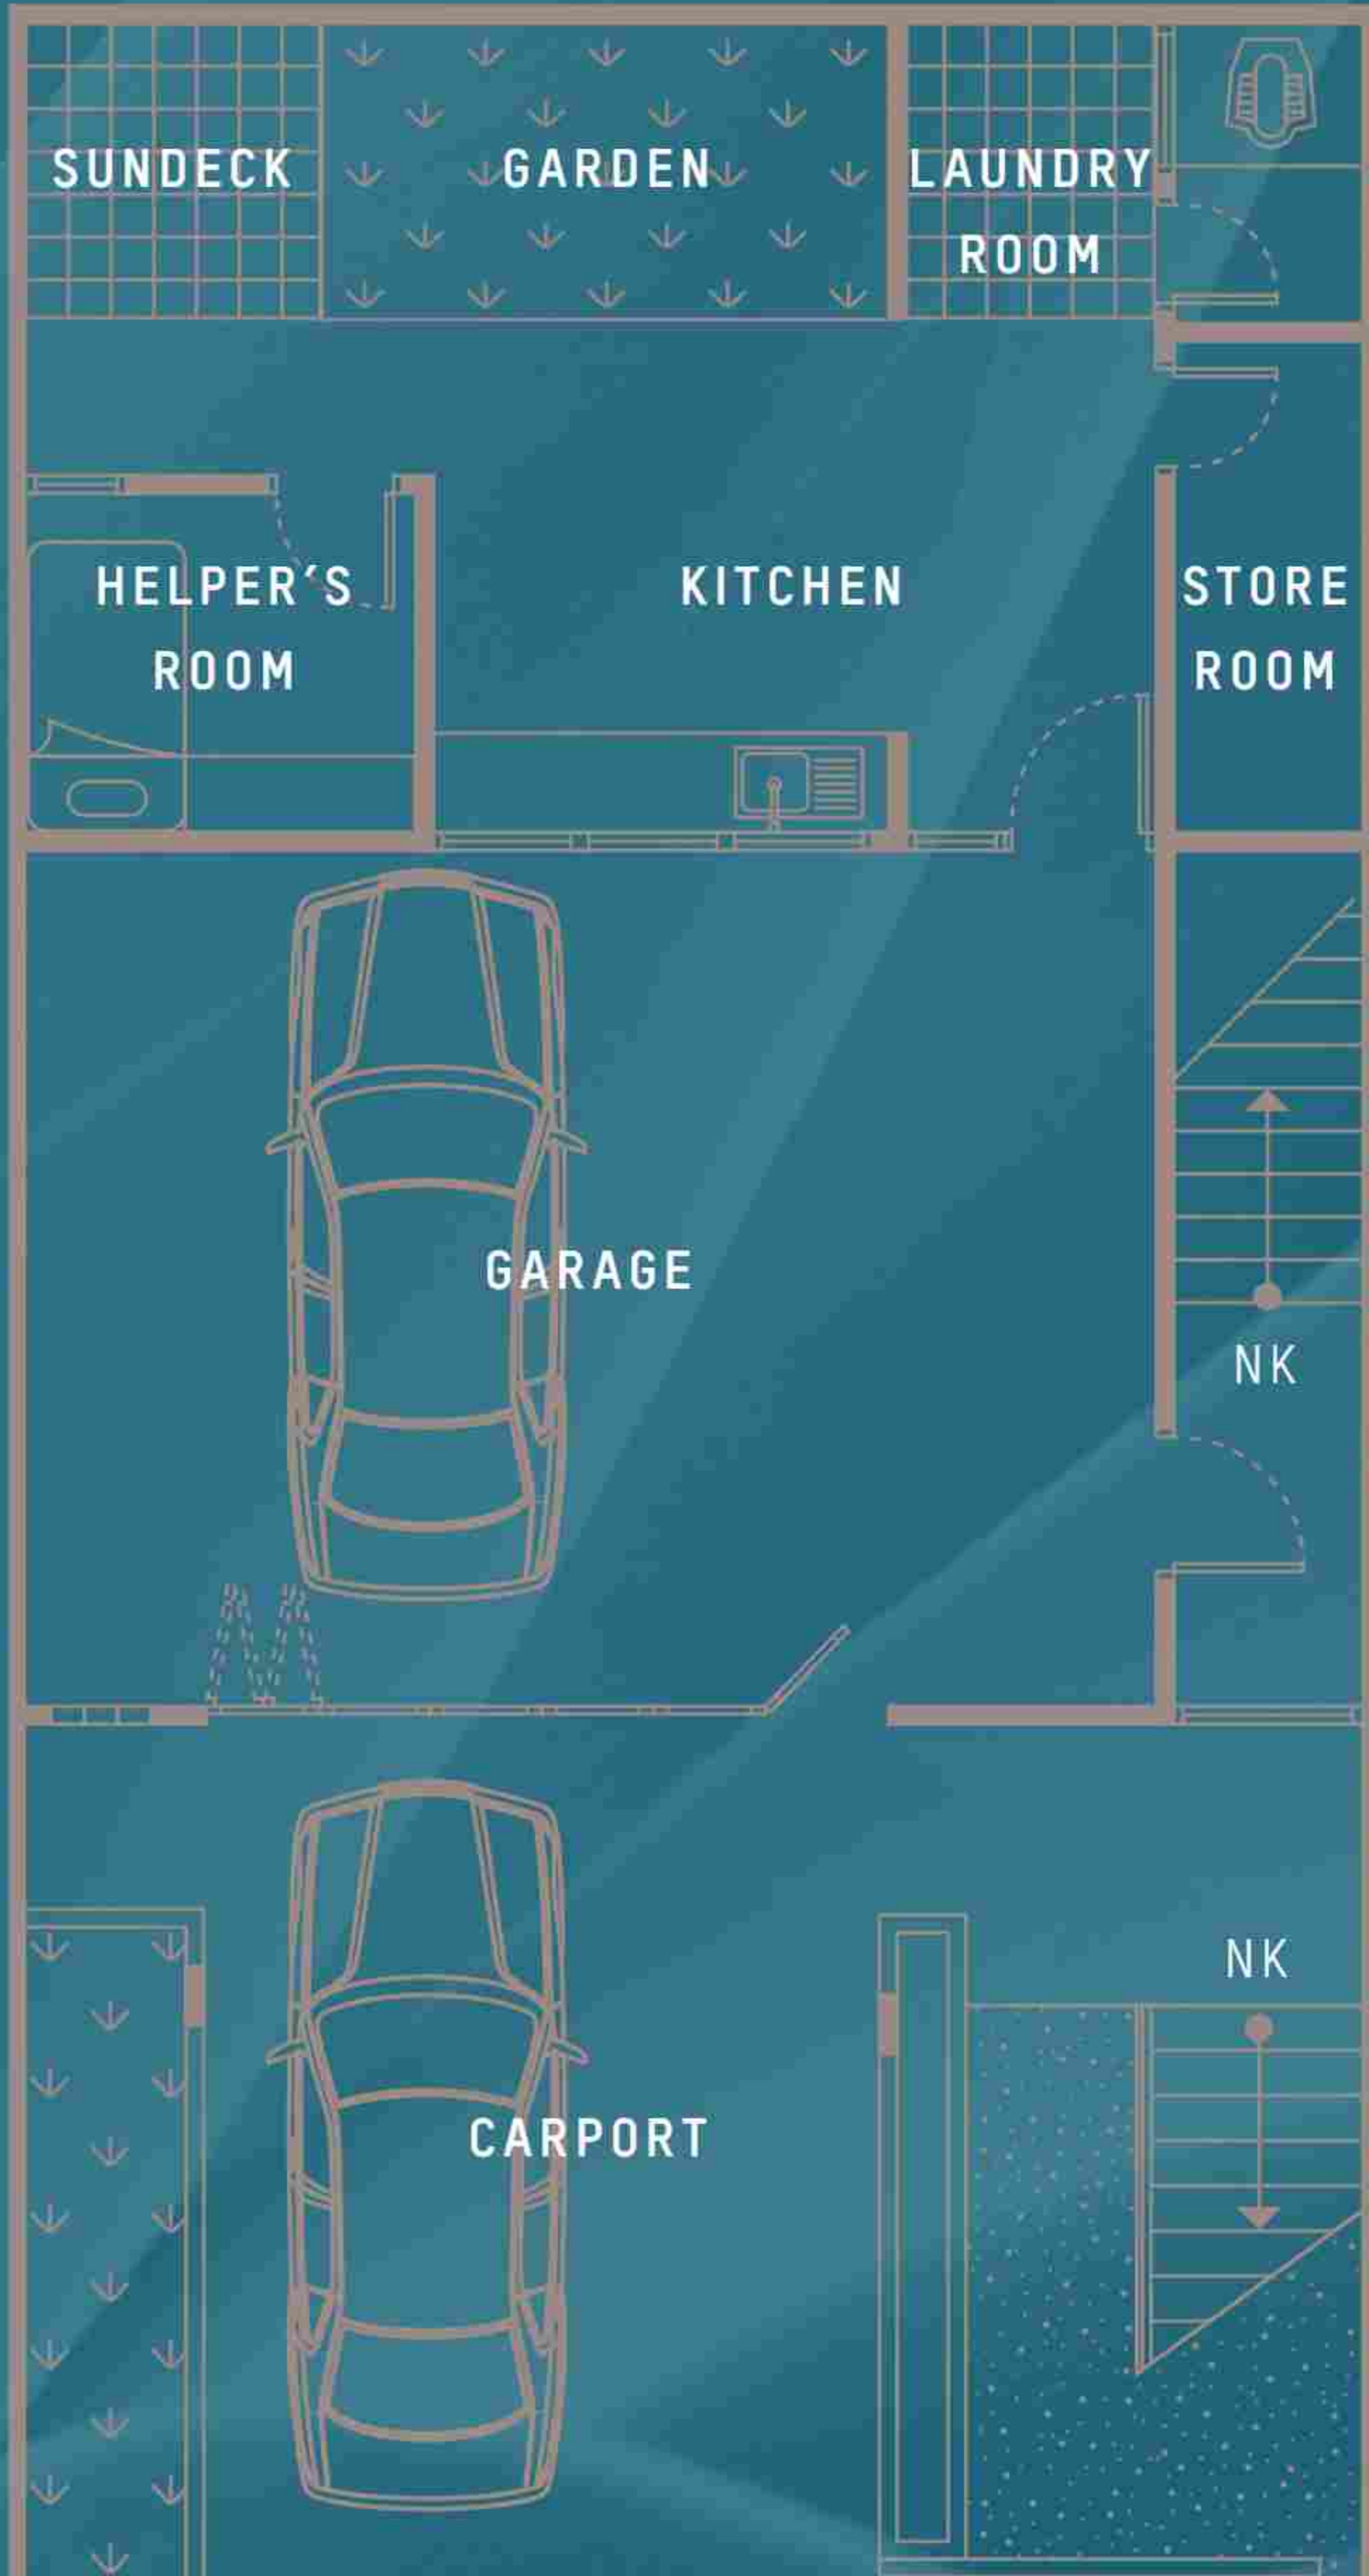 SUNDECK
GARDEN
LAUNDRY
ROOM
HELPER'S
ROOM
KITCHEN
STORE
ROOM
GARAGE
NK
NK
CARPORT